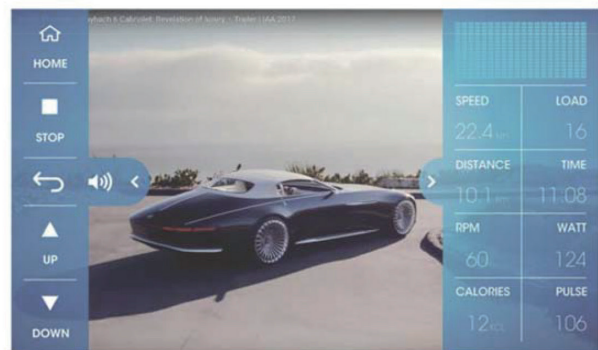 aybach 6 Cabriolet: Revelation of luxury - Trailer | IAA 2017
HOME
STOP
UP
DOWN
SPEED
LOAD
22.4
16
DISTANCE
TIME
10.1
11.08
RPM
WATT
60
124
CALORIES
PULSE
12
106